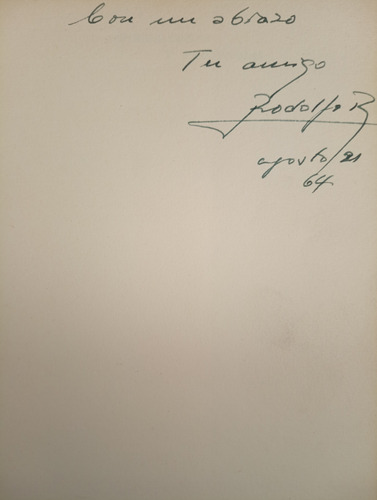 Con un abrazo
Tu amigo
Rodolfo R
agosto 21
64